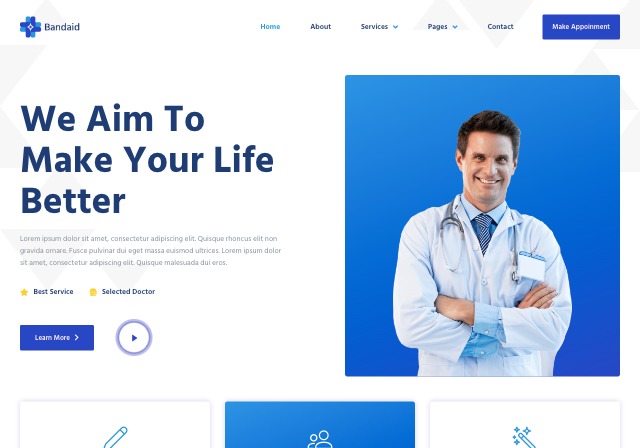 Bandaid
Home About Services Pages Contact Make Appoinment
We Aim To
Make Your Life
Better
Lorem ipsum dolor sit amet, consectetur adipiscing elit. Quisque rhoncus elit non
gravida ornare. Fusce pulvinar dui eget massa euismod ultrices. Lorem ipsum dolor
sit amet, consectetur adipiscing elit. Quisque malesuada dui eros.
Best Service Selected Doctor
Learn More